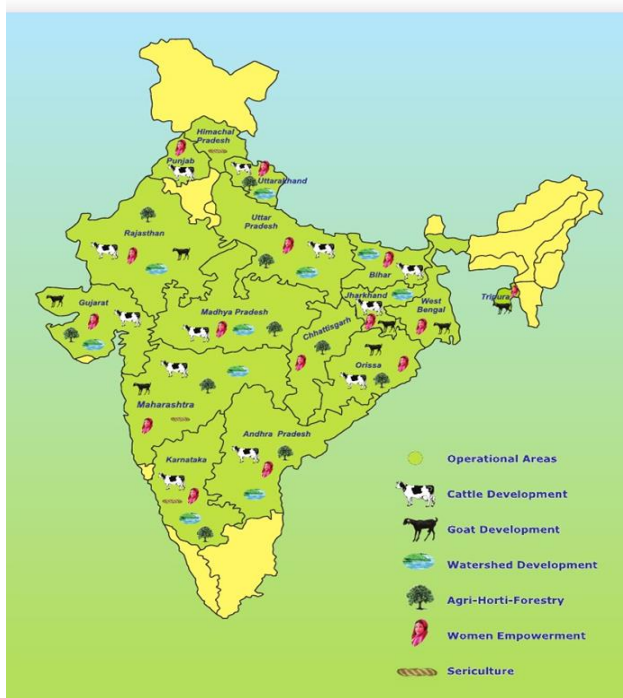 Himachal
Pradesh
Punjab
Uttarakhand
Uttar
Pradesh
Rajasthan
Bihar
Jharkhand
West
Bengal
Tripura
Gujarat
Madhya Pradesh
Chhattisgarh
Orissa
Maharashtra
Andhra Pradesh
Karnataka
Operational Areas
Cattle Development
Goat Development
Watershed Development
Agri-Horti-Forestry
Women Empowerment
Sericulture